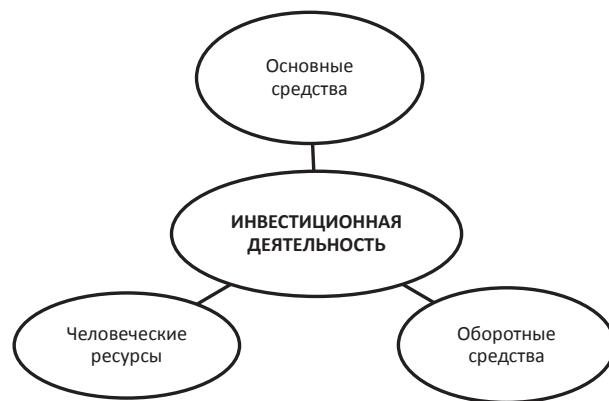 Основные
средства
ИНВЕСТИЦИОННАЯ
ДЕЯТЕЛЬНОСТЬ
Человеческие
ресурсы
Оборотные
средства